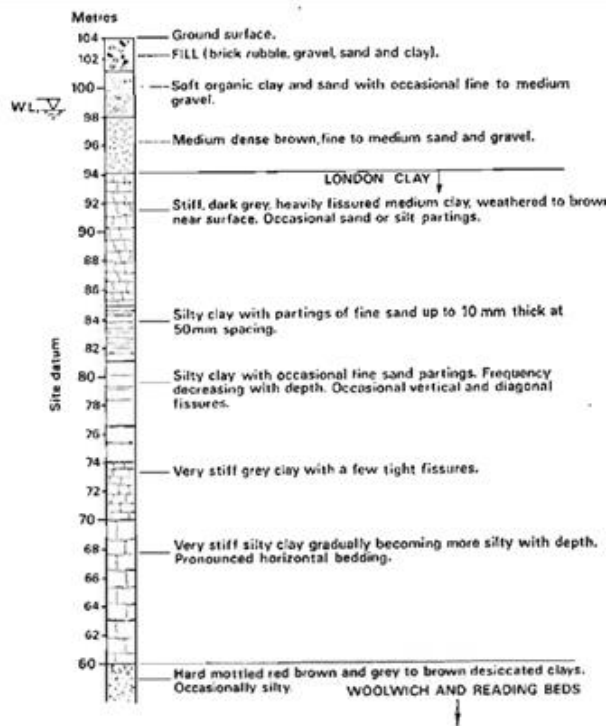 Metres
104
Ground surface.
102
FILL (brick rubble, gravel, sand and clay).
100
Soft organic clay and sand with occasional fine to medium
gravel.
W.L.
98
Medium dense brown, fine to medium sand and gravel.
96
94
LONDON CLAY
92
Stiff, dark grey, heavily fissured medium clay, weathered to brown
near surface. Occasional sand or silt partings.
90
88
86
Silty clay with partings of fine sand up to 10 mm thick at
84
50mm spacing.
82
Site datum
80
Silty clay with occasional fine sand partings. Frequency
decreasing with depth. Occasional vertical and diagonal
78
fissures.
76
74
Very stiff grey clay with a few tight fissures.
72
70
68
Very stiff silty clay gradually becoming more silty with depth.
Pronounced horizontal bedding.
66
64
62
60
Hard mottled red brown and grey to brown desiccated clays.
Occasionally silty.
WOOLWICH AND READING BEDS